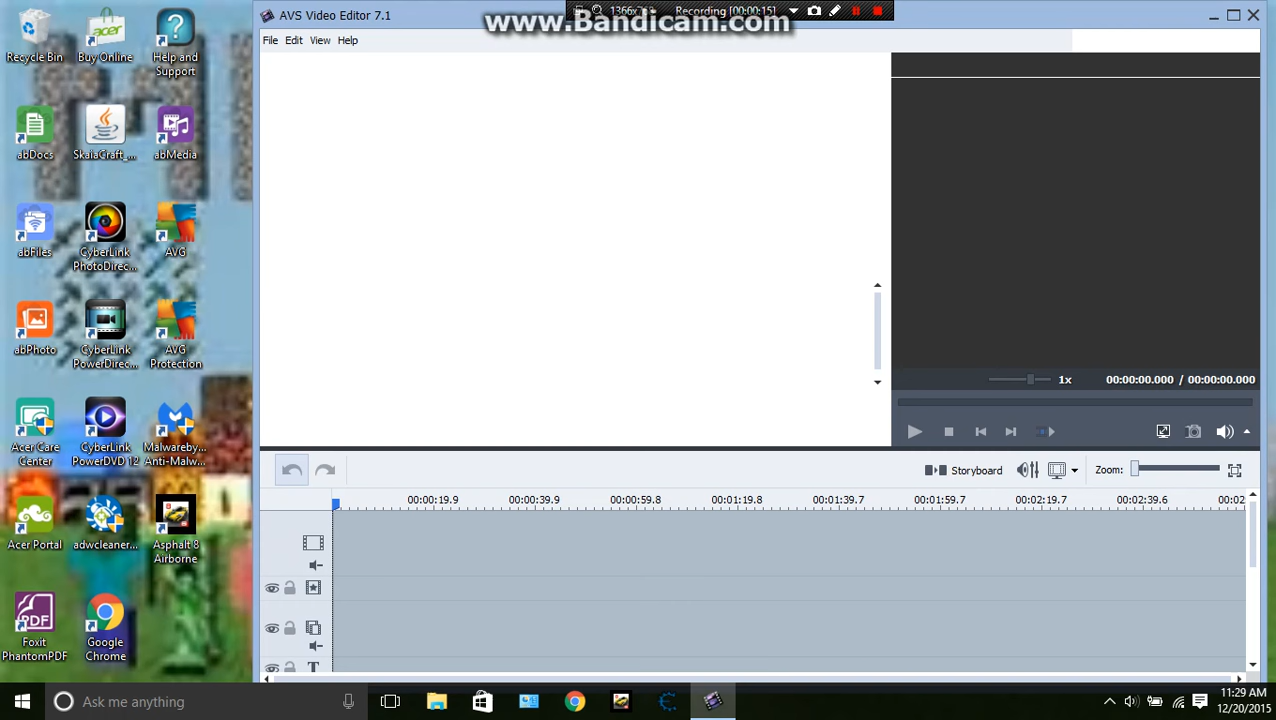 AVS Video Editor 7.1
1366x768
Recording [00:00:15]
www.Bandicam.com
File Edit View Help
Recycle Bin
Buy Online
Help and Support
abDocs
SkaiaCraft_...
abMedia
abFiles
CyberLink PhotoDirec...
AVG
abPhoto
CyberLink PowerDirec...
AVG Protection
Acer Care Center
CyberLink PowerDVD 12
Malwareby... Anti-Malw...
Acer Portal
adwcleaner...
Asphalt 8 Airborne
Foxit PhantomPDF
Google Chrome
1x 00:00:00.000 / 00:00:00.000
Storyboard Zoom:
00:00:19.9 00:00:39.9 00:00:59.8 00:01:19.8 00:01:39.7 00:01:59.7 00:02:19.7 00:02:39.6 00:02
T
Ask me anything
11:29 AM
12/20/2015